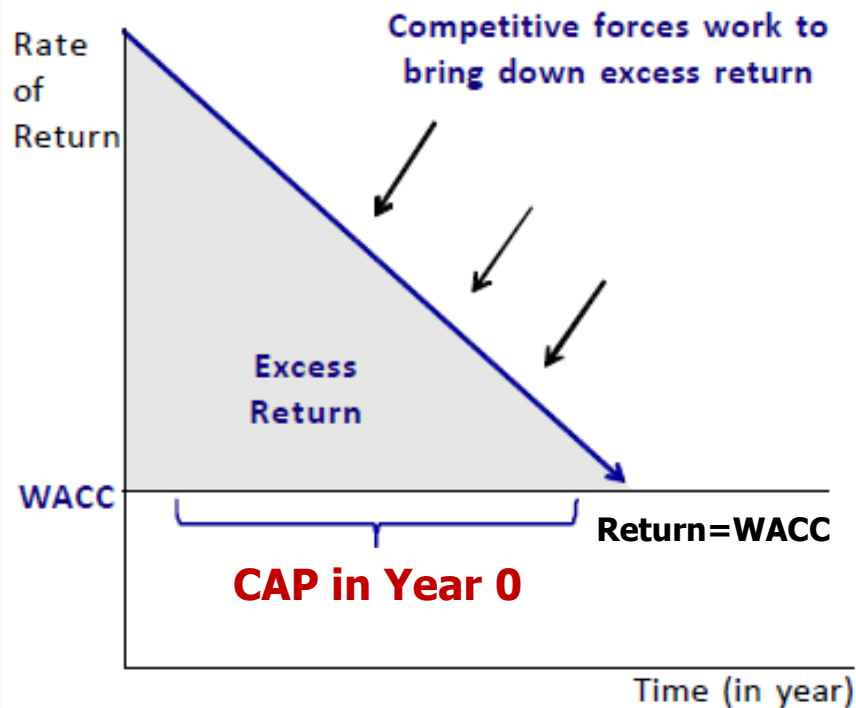 Rate
of
Return
Competitive forces work to
bring down excess return
Excess
Return
WACC
Return=WACC
CAP in Year 0
Time (in year)